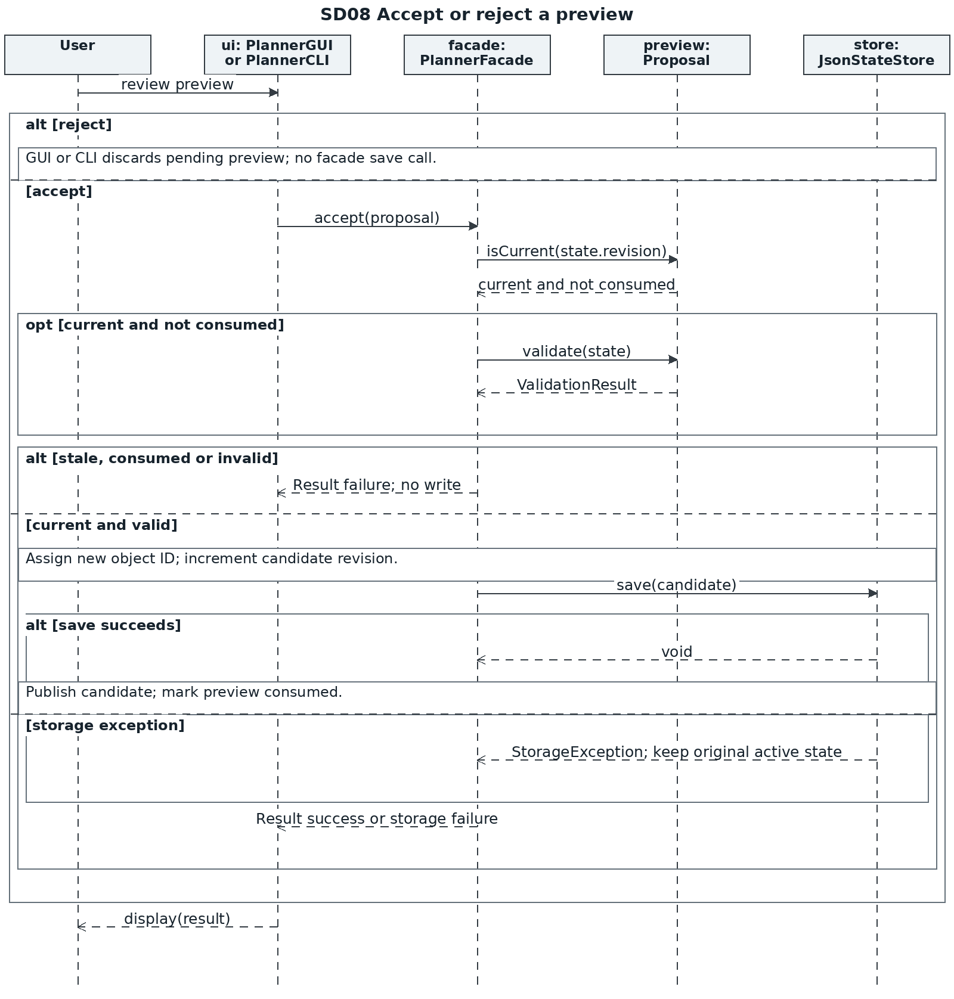 SD08 Accept or reject a preview
User
ui: PlannerGUI
or PlannerCLI
facade:
PlannerFacade
preview:
Proposal
store:
JsonStateStore
review preview
alt [reject]
GUI or CLI discards pending preview; no facade save call.
[accept]
accept(proposal)
isCurrent(state.revision)
current and not consumed
opt [current and not consumed]
validate(state)
ValidationResult
alt [stale, consumed or invalid]
Result failure; no write
[current and valid]
Assign new object ID; increment candidate revision.
save(candidate)
alt [save succeeds]
void
Publish candidate; mark preview consumed.
[storage exception]
StorageException; keep original active state
Result success or storage failure
display(result)